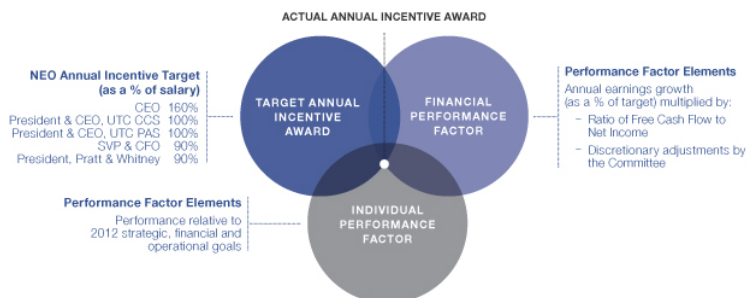 ACTUAL ANNUAL INCENTIVE AWARD
NEO Annual Incentive Target
(as a % of salary)
CEO 160%
President & CEO, UTC CCS 100%
President & CEO, UTC PAS 100%
SVP & CFO 90%
President, Pratt & Whitney 90%
TARGET ANNUAL
INCENTIVE
AWARD
FINANCIAL
PERFORMANCE
FACTOR
Performance Factor Elements
Annual earnings growth
(as a % of target) multiplied by:
– Ratio of Free Cash Flow to
Net Income
– Discretionary adjustments by
the Committee
Performance Factor Elements
Performance relative to
2012 strategic, financial and
operational goals
INDIVIDUAL
PERFORMANCE
FACTOR